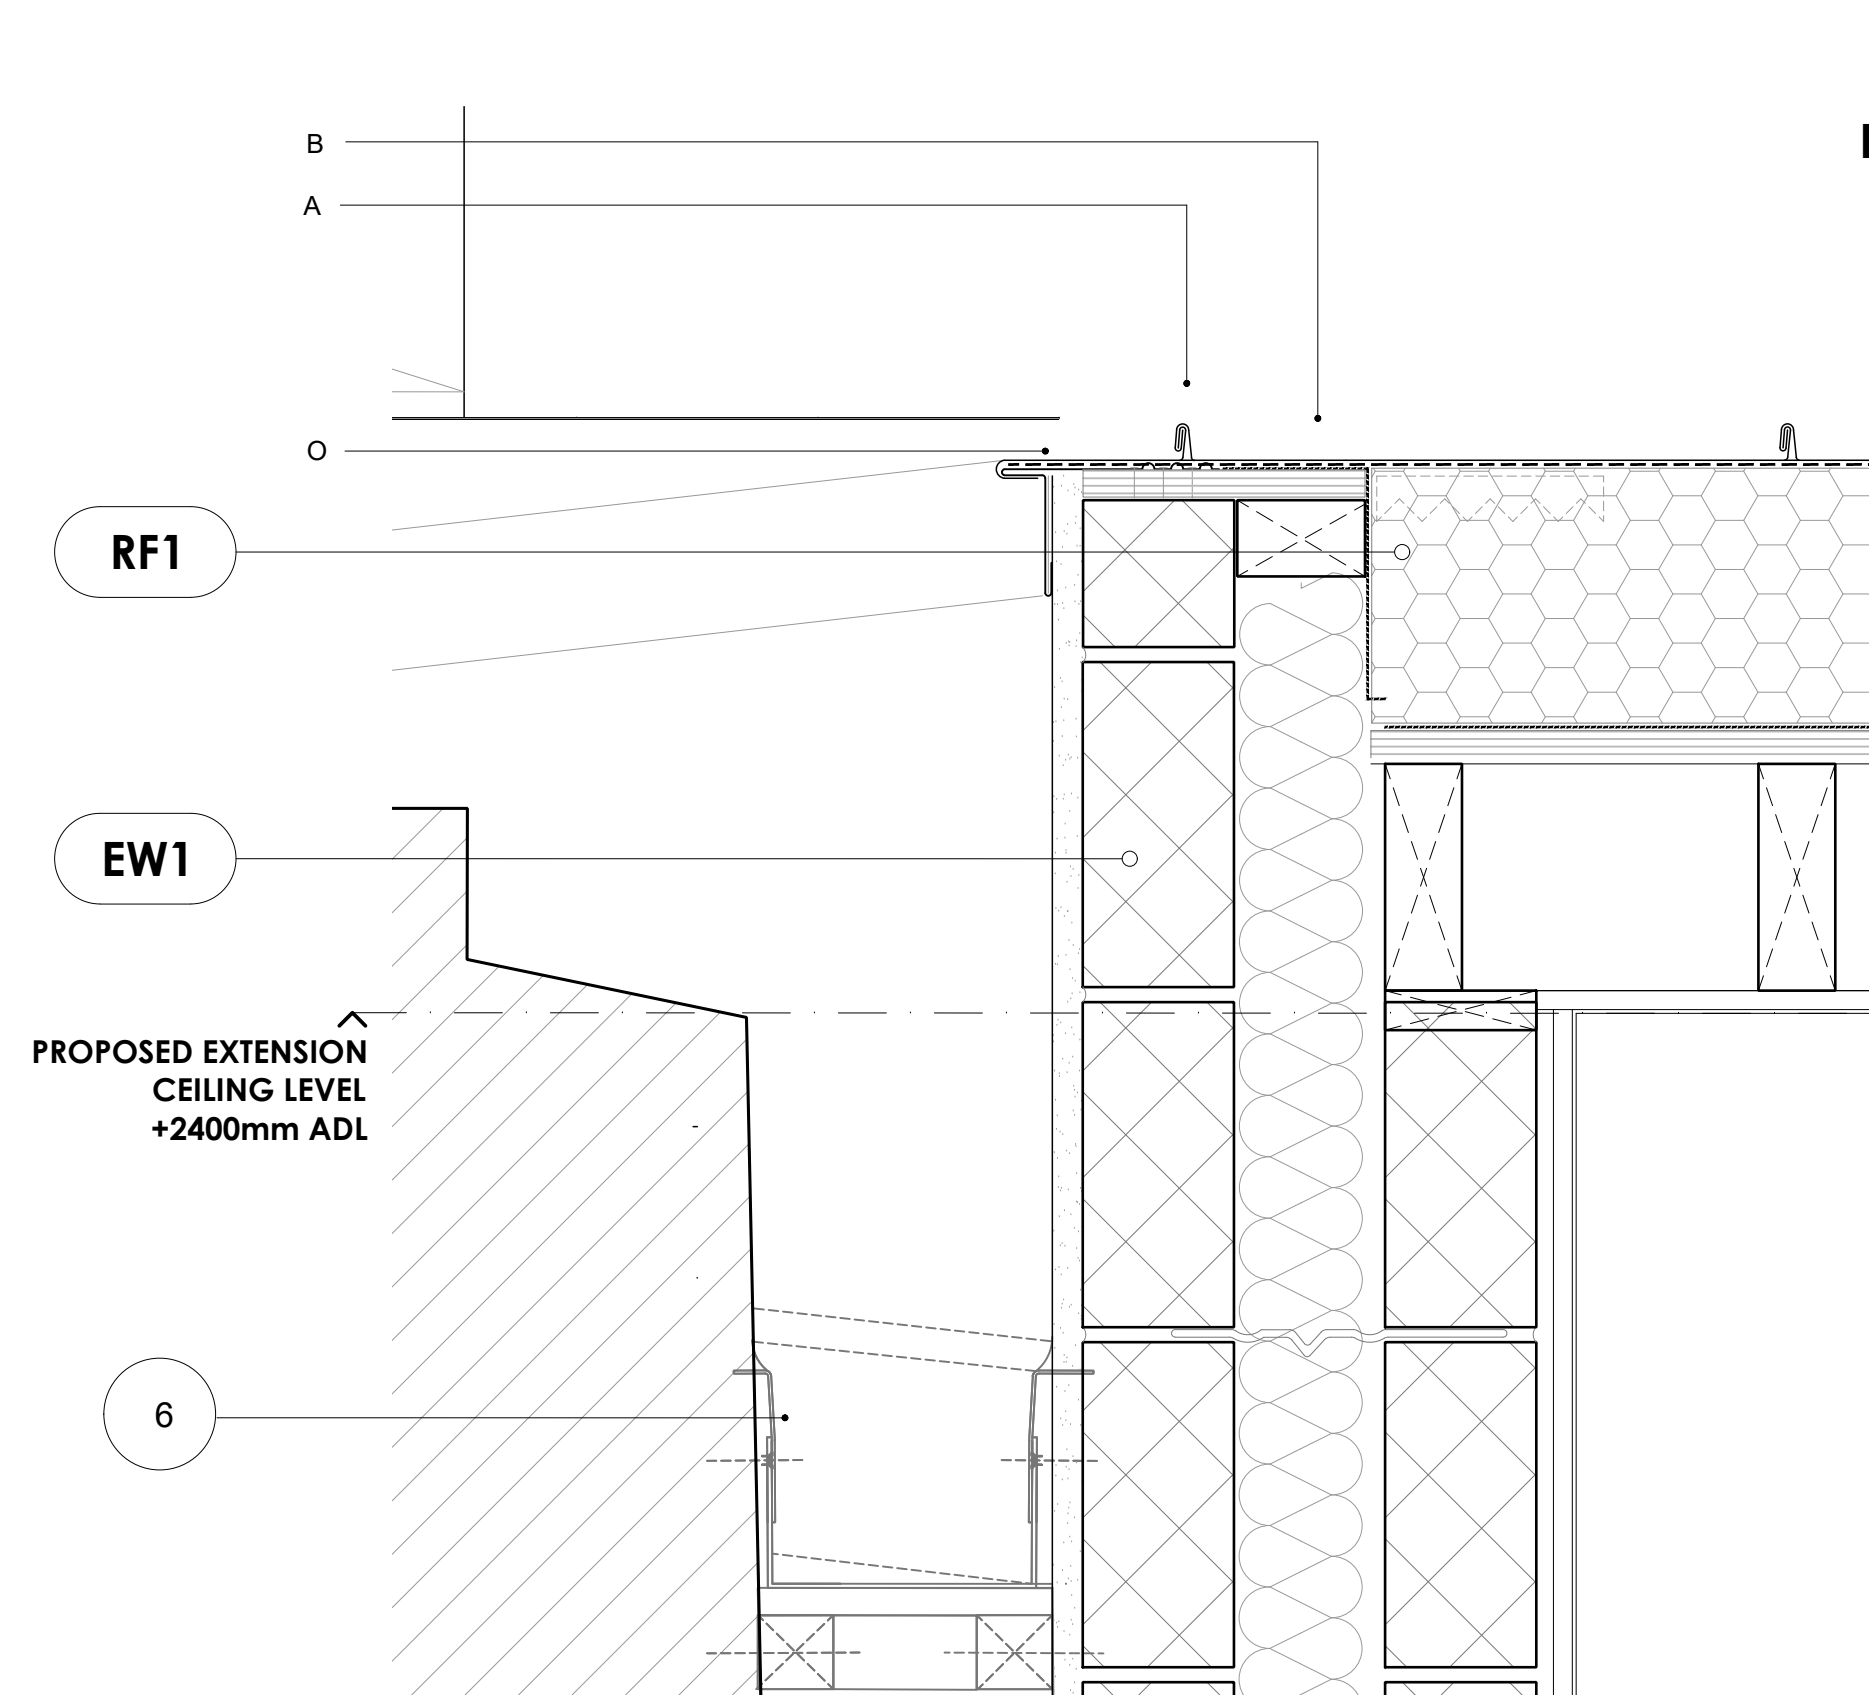 B
A
O
RF1
EW1
PROPOSED EXTENSION
CEILING LEVEL
+2400mm ADL
6